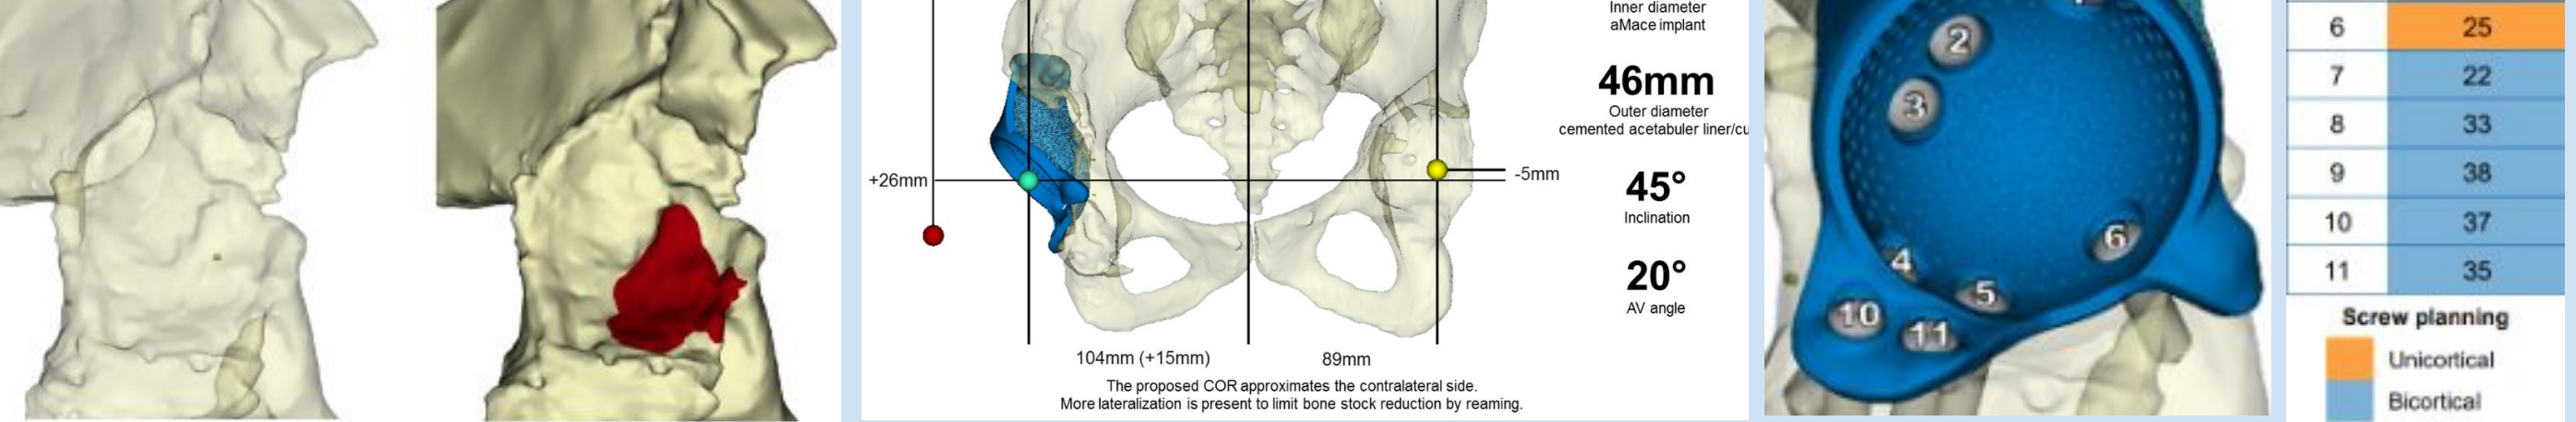 Inner diameter
aMace implant
46mm
Outer diameter
cemented acetabuler liner/cu
45°
Inclination
20°
AV angle
+26mm
-5mm
104mm (+15mm)
89mm
The proposed COR approximates the contralateral side.
More lateralization is present to limit bone stock reduction by reaming.
2
3
4
5
6
10
11
6 25
7 22
8 33
9 38
10 37
11 35
Screw planning
Unicortical
Bicortical